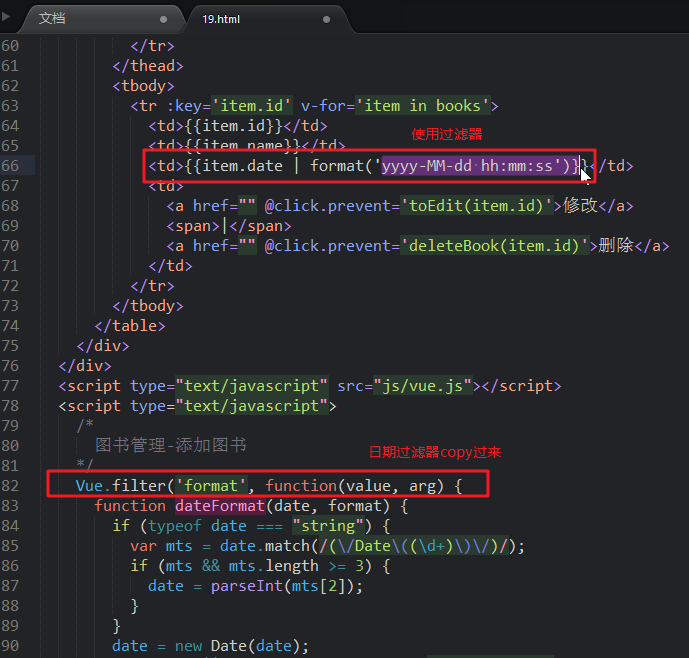 文档
19.html
60 </tr>
61 </thead>
62 <tbody>
63 <tr :key='item.id' v-for='item in books'>
64 <td>{{item.id}}</td>
使用过滤器
65 <td>{{item.name}}</td>
66 <td>{{item.date | format('yyyy-MM-dd hh:mm:ss')}}</td>
67 <td>
68 <a href="" @click.prevent='toEdit(item.id)'>修改</a>
69 <span>|</span>
70 <a href="" @click.prevent='deleteBook(item.id)'>删除</a>
71 </td>
72 </tr>
73 </tbody>
74 </table>
75 </div>
76 </div>
77 <script type="text/javascript" src="js/vue.js"></script>
78 <script type="text/javascript">
79 /*
80 图书管理-添加图书
日期过滤器copy过来
81 */
82 Vue.filter('format', function(value, arg) {
83 function dateFormat(date, format) {
84 if (typeof date === "string") {
85 var mts = date.match(/(\/Date\((\d+)\)\/)/);
86 if (mts && mts.length >= 3) {
87 date = parseInt(mts[2]);
88 }
89 }
90 date = new Date(date);